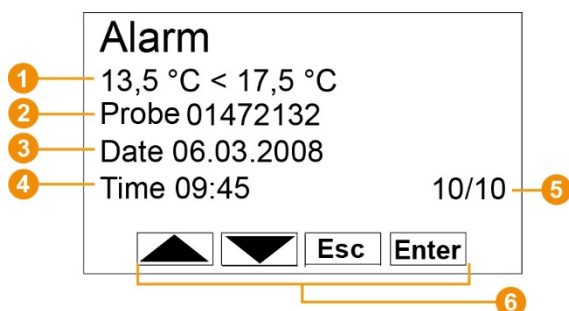 Alarm
1 13,5 °C < 17,5 °C
2 Probe 01472132
3 Date 06.03.2008
4 Time 09:45 10/10 5
Esc Enter
6